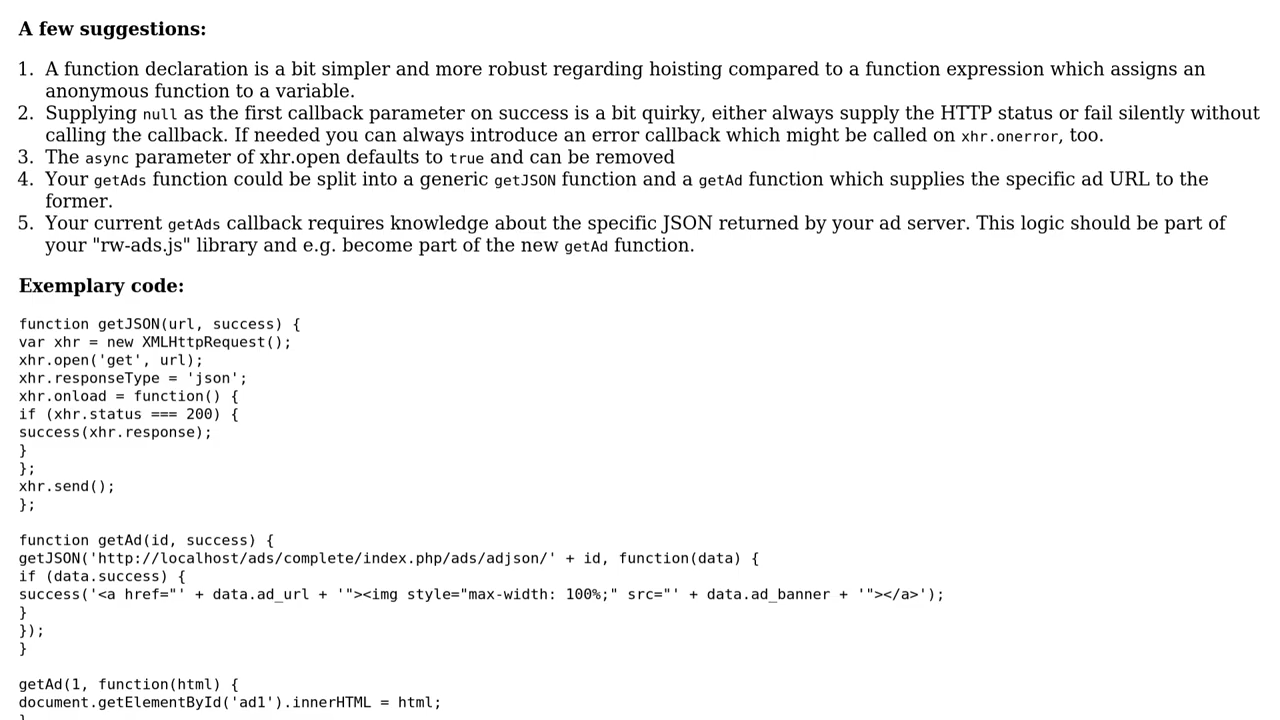 A few suggestions:
1. A function declaration is a bit simpler and more robust regarding hoisting compared to a function expression which assigns an
anonymous function to a variable.
2. Supplying null as the first callback parameter on success is a bit quirky, either always supply the HTTP status or fail silently without
calling the callback. If needed you can always introduce an error callback which might be called on xhr.onerror, too.
3. The async parameter of xhr.open defaults to true and can be removed
4. Your getAds function could be split into a generic getJSON function and a getAd function which supplies the specific ad URL to the
former.
5. Your current getAds callback requires knowledge about the specific JSON returned by your ad server. This logic should be part of
your "rw-ads.js" library and e.g. become part of the new getAd function.
Exemplary code:
function getJSON(url, success) {
var xhr = new XMLHttpRequest();
xhr.open('get', url);
xhr.responseType = 'json';
xhr.onload = function() {
if (xhr.status === 200) {
success(xhr.response);
}
};
xhr.send();
};
function getAd(id, success) {
getJSON('http://localhost/ads/complete/index.php/ads/adjson/' + id, function(data) {
if (data.success) {
success('<a href="' + data.ad_url + '"><img style="max-width: 100%;" src="' + data.ad_banner + '"></a>');
}
});
}
getAd(1, function(html) {
document.getElementById('ad1').innerHTML = html;